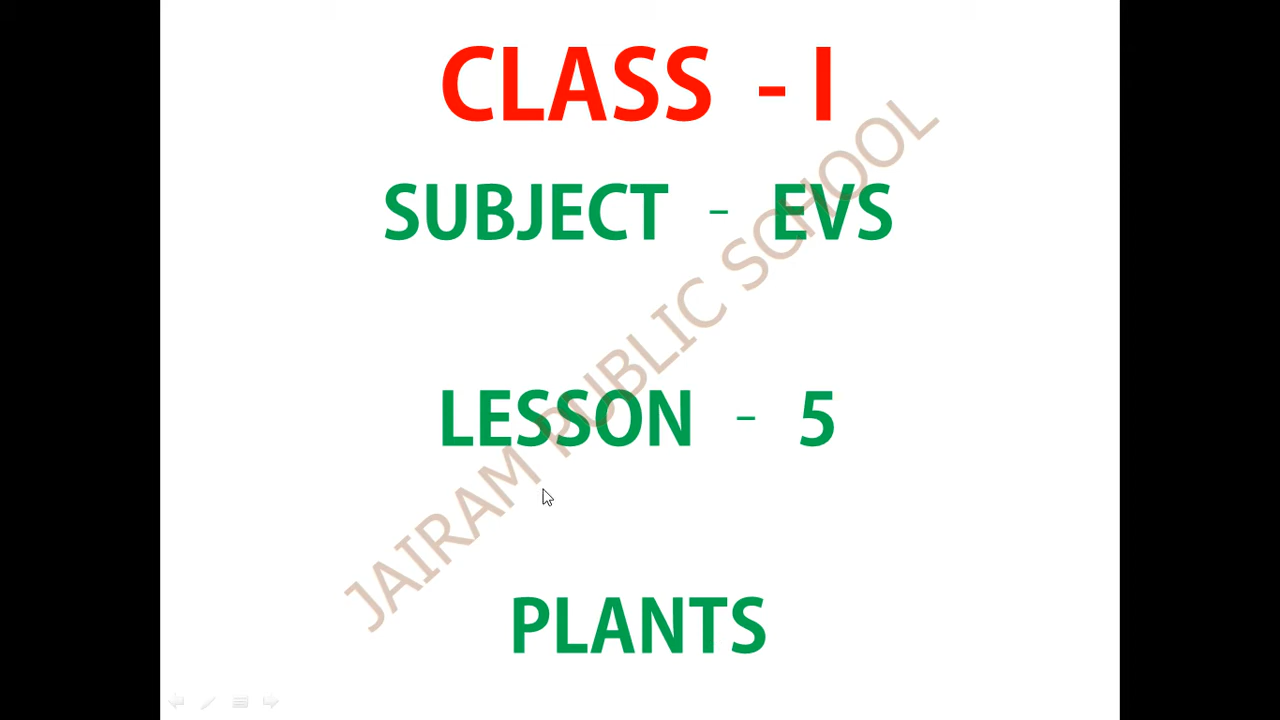 CLASS - I
SUBJECT - EVS
LESSON - 5
PLANTS
JAIRAM PUBLIC SCHOOL